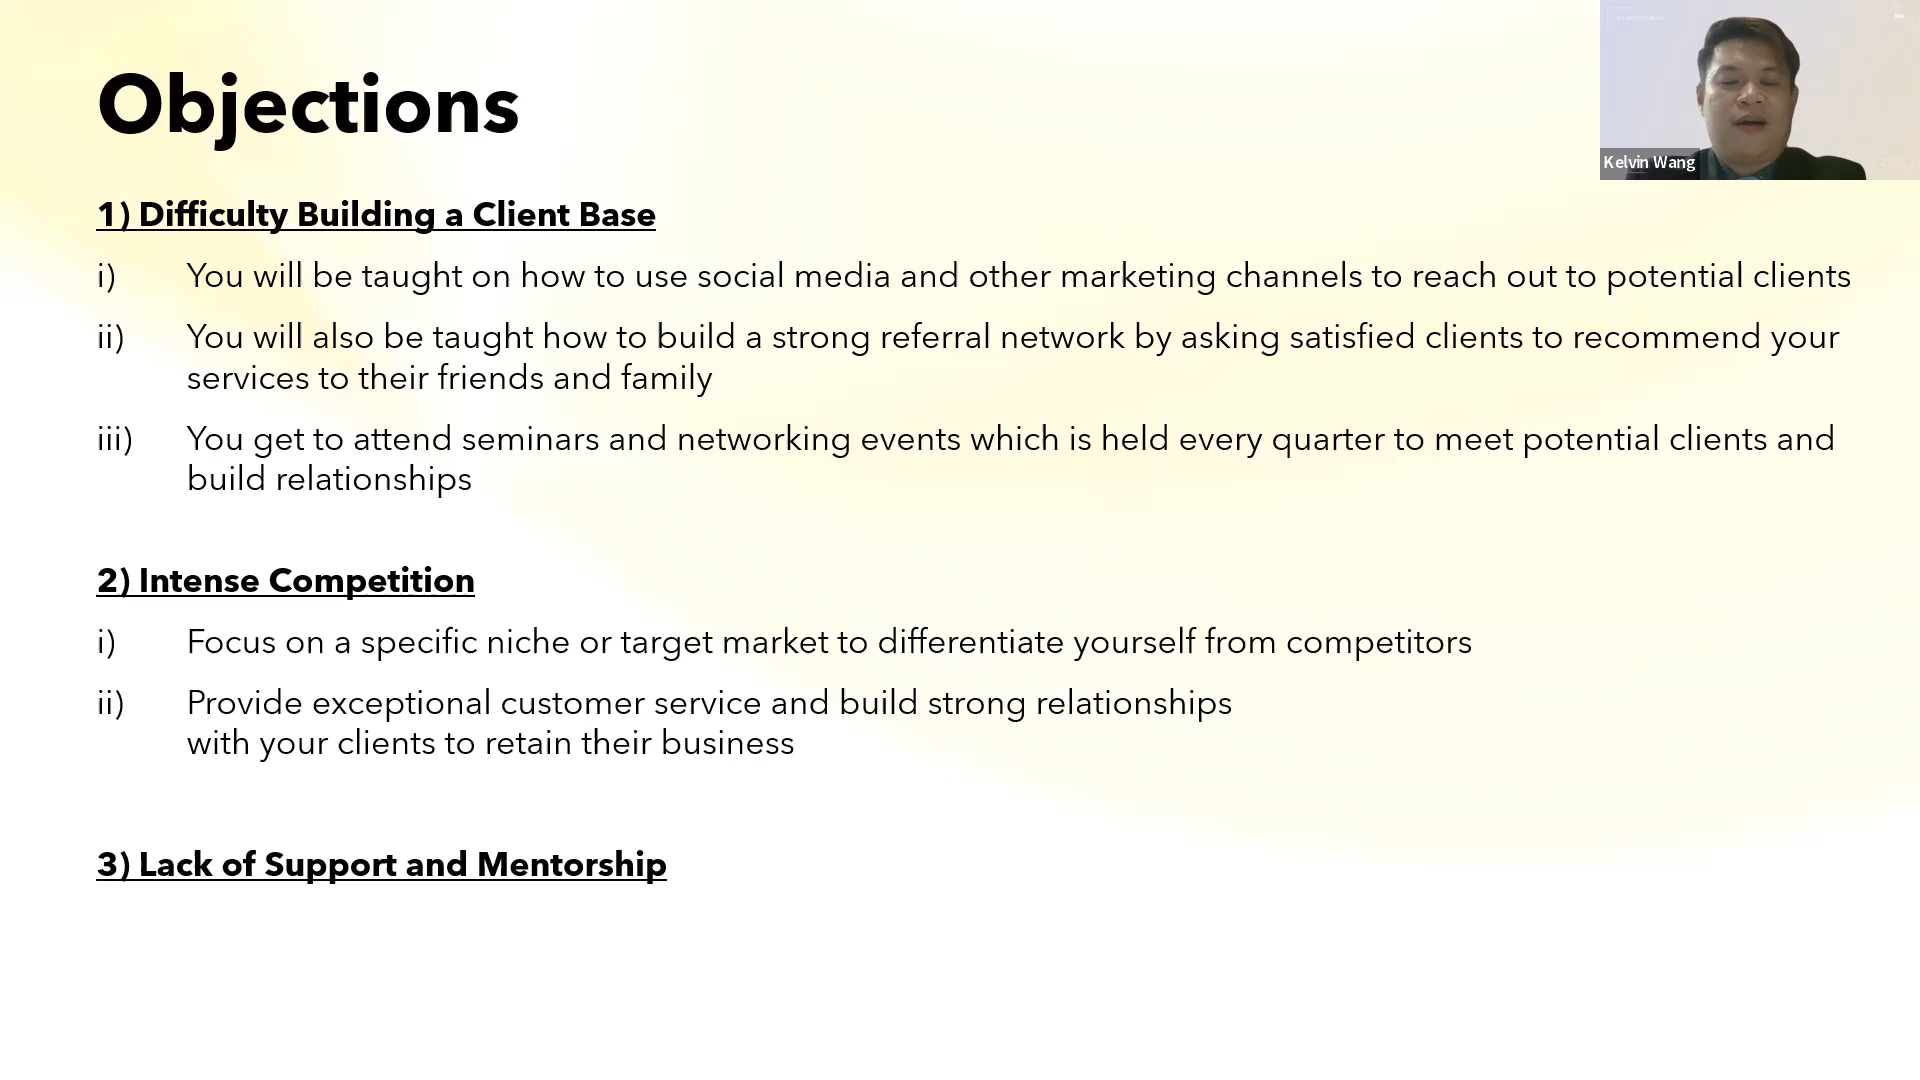 Objections
Kelvin Wang
1) Difficulty Building a Client Base
i) You will be taught on how to use social media and other marketing channels to reach out to potential clients
ii) You will also be taught how to build a strong referral network by asking satisfied clients to recommend your
services to their friends and family
iii) You get to attend seminars and networking events which is held every quarter to meet potential clients and
build relationships
2) Intense Competition
i) Focus on a specific niche or target market to differentiate yourself from competitors
ii) Provide exceptional customer service and build strong relationships
with your clients to retain their business
3) Lack of Support and Mentorship